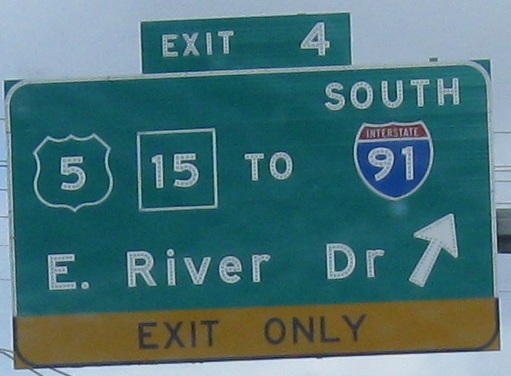 EXIT 4
SOUTH
5 15 TO INTERSTATE 91
E. River Dr
EXIT ONLY